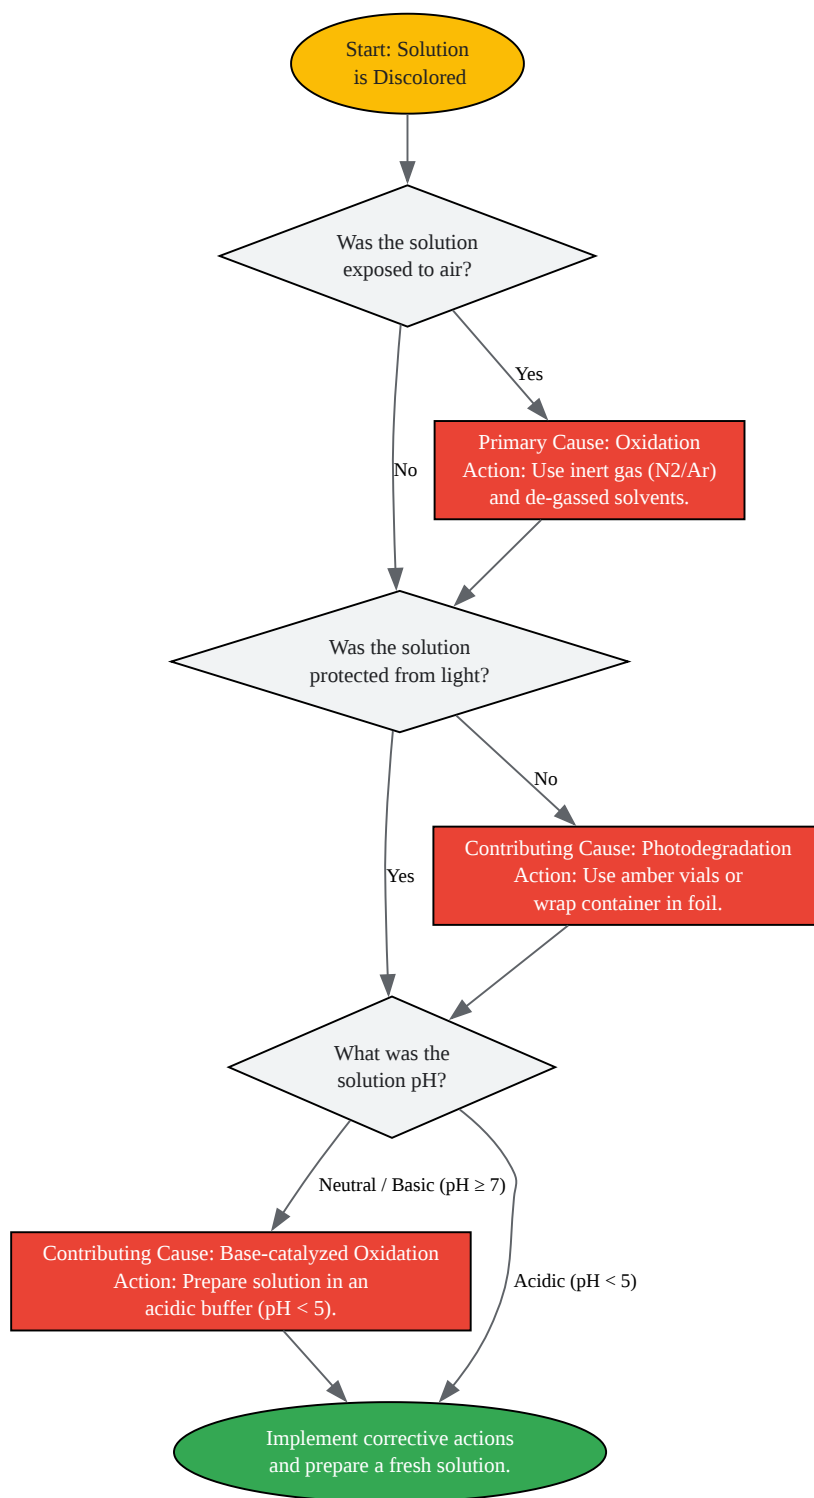 Start: Solution
is Discolored
Was the solution
exposed to air?
Yes
Primary Cause: Oxidation
Action: Use inert gas (N2/Ar)
and de-gassed solvents.
No
Was the solution
protected from light?
No
Contributing Cause: Photodegradation
Action: Use amber vials or
wrap container in foil.
Yes
What was the
solution pH?
Neutral / Basic (pH ≥ 7)
Contributing Cause: Base-catalyzed Oxidation
Action: Prepare solution in an
acidic buffer (pH < 5).
Acidic (pH < 5)
Implement corrective actions
and prepare a fresh solution.